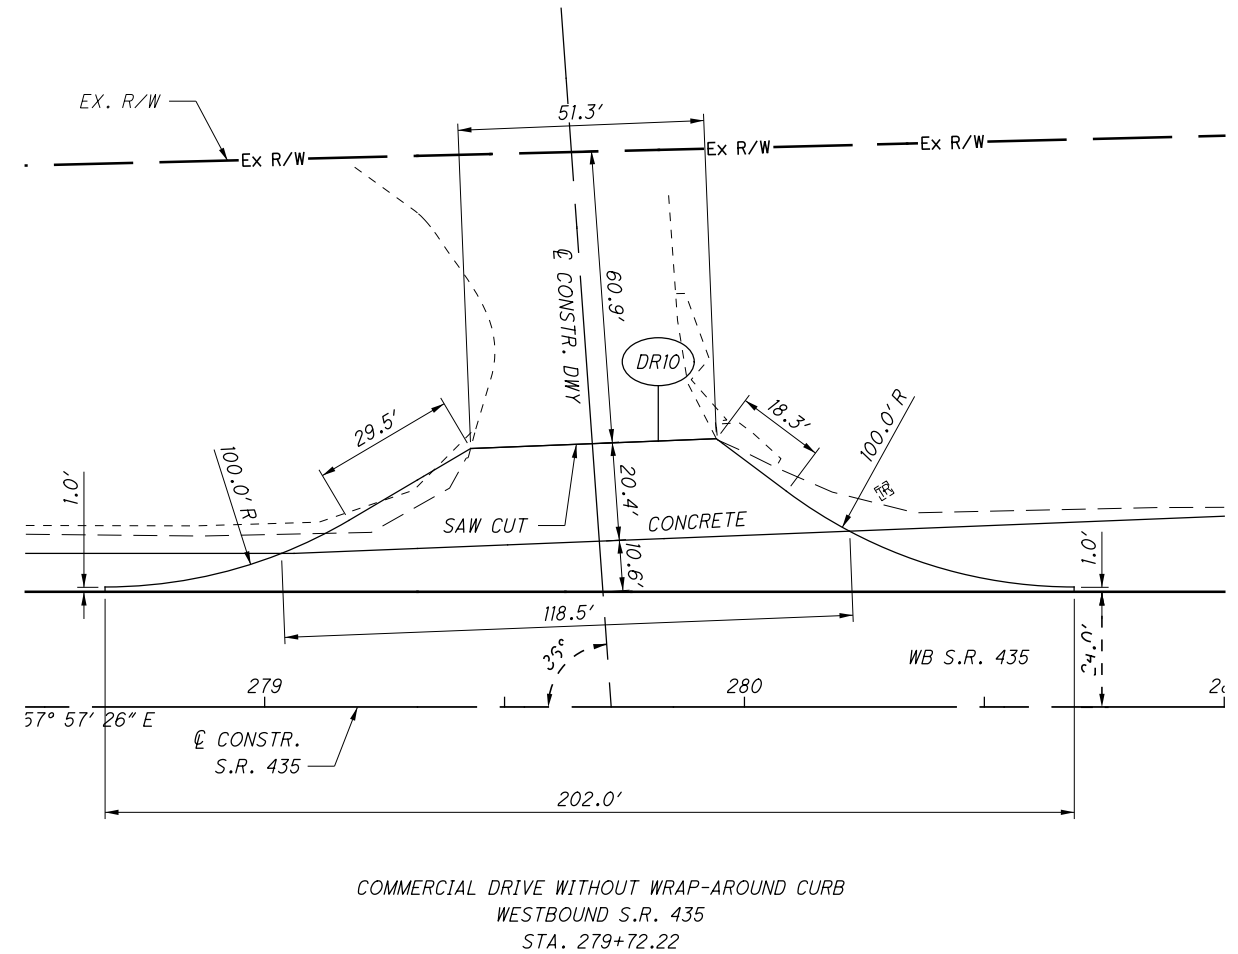 EX. R/W
51.3'
Ex R/W
Ex R/W
Ex R/W
℄ CONSTR. DWY
60.9'
DR10
29.5'
18.3'
100.0' R
100.0' R
1.0'
SAW CUT
20.4'
CONCRETE
10.6'
1.0'
118.5'
WB S.R. 435
24.0'
279
280
57° 57' 26" E
℄ CONSTR.
S.R. 435
202.0'
COMMERCIAL DRIVE WITHOUT WRAP-AROUND CURB
WESTBOUND S.R. 435
STA. 279+72.22